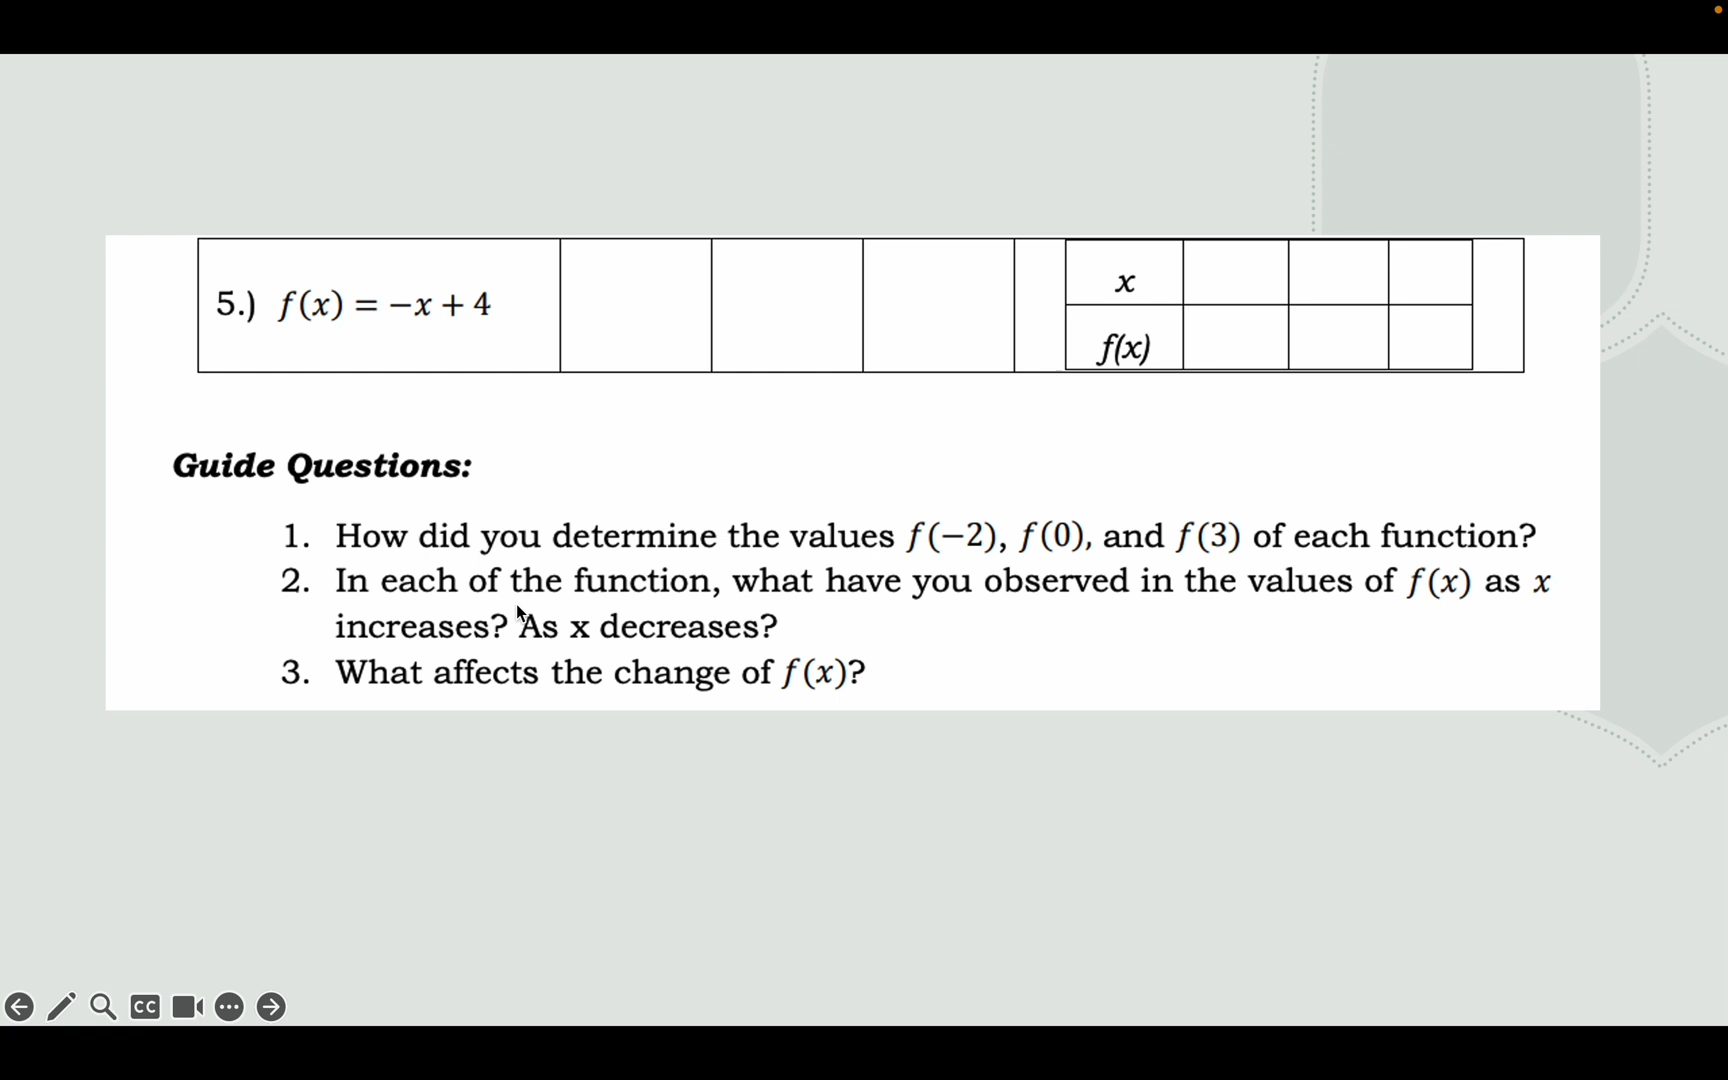 5.) f(x) = −x + 4
x
f(x)
Guide Questions:
1. How did you determine the values f(−2), f(0), and f(3) of each function?
2. In each of the function, what have you observed in the values of f(x) as x
increases? As x decreases?
3. What affects the change of f(x)?
CC